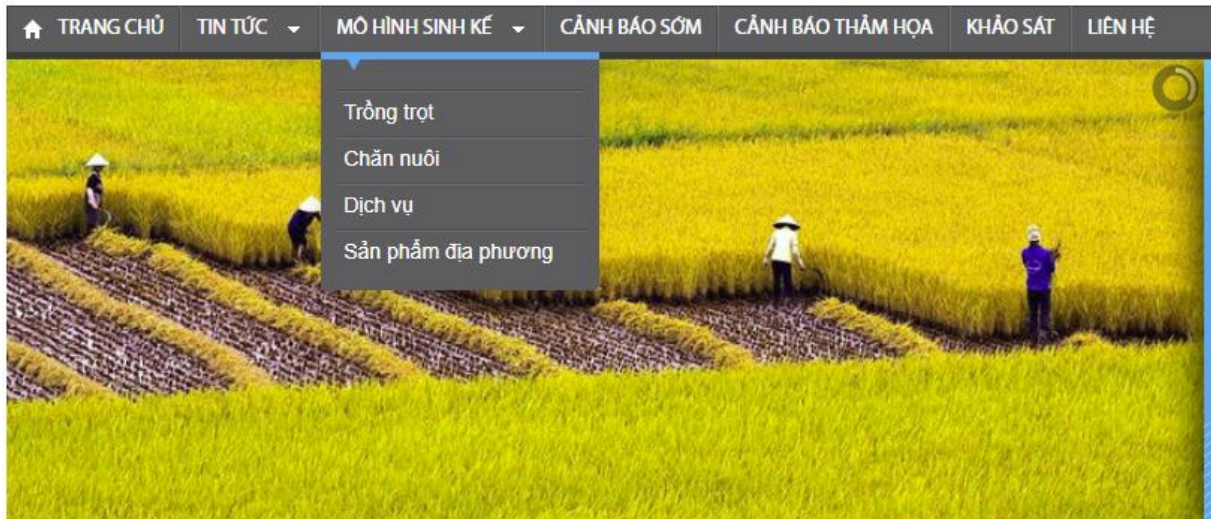 TRANG CHỦ TIN TỨC MÔ HÌNH SINH KẾ CẢNH BÁO SỚM CẢNH BÁO THẢM HỌA KHẢO SÁT LIÊN HỆ
Trồng trọt
Chăn nuôi
Dịch vụ
Sản phẩm địa phương